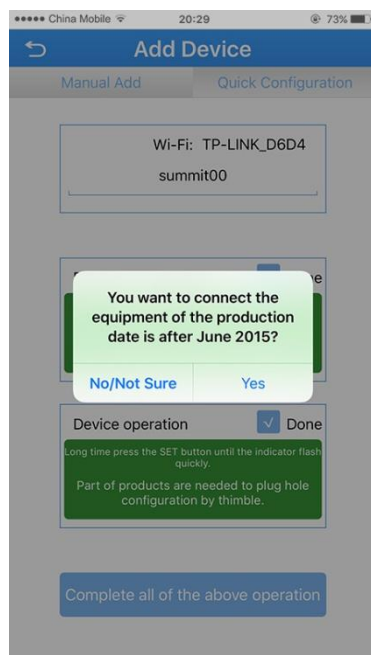 China Mobile 20:29 73%
Add Device
Manual Add Quick Configuration
Wi-Fi: TP-LINK_D6D4
summit00
You want to connect the
equipment of the production
date is after June 2015?
No/Not Sure Yes
Device operation Done
Long time press the SET button until the indicator flash
quickly.
Part of products are needed to plug hole
configuration by thimble.
Complete all of the above operation